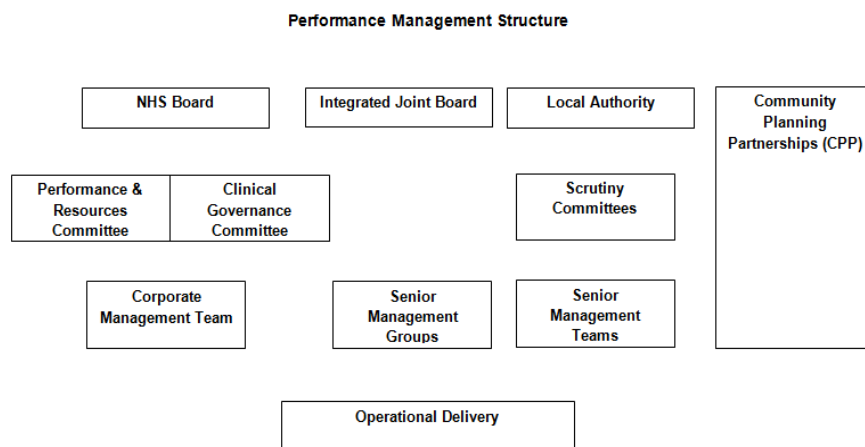 Performance Management Structure
NHS Board
Integrated Joint Board
Local Authority
Community
Planning
Partnerships (CPP)
Performance &
Resources
Committee
Clinical
Governance
Committee
Scrutiny
Committees
Corporate
Management Team
Senior
Management
Groups
Senior
Management
Teams
Operational Delivery